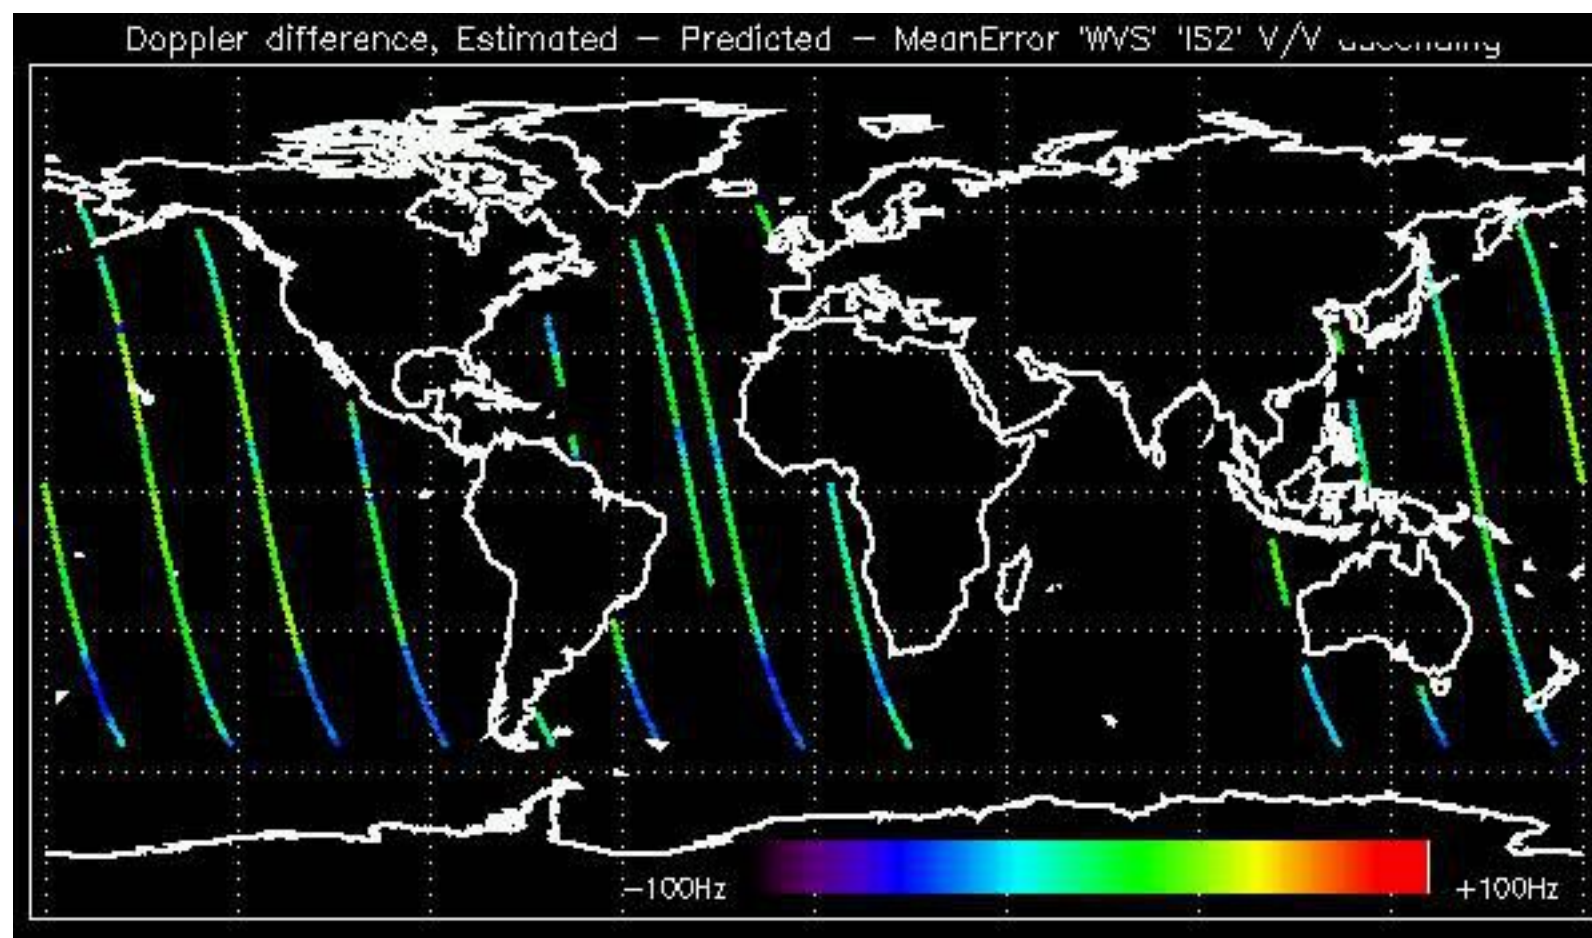 Doppler difference, Estimated – Predicted – MeanError 'WVS' 'IS2' V/V
–100Hz
+100Hz